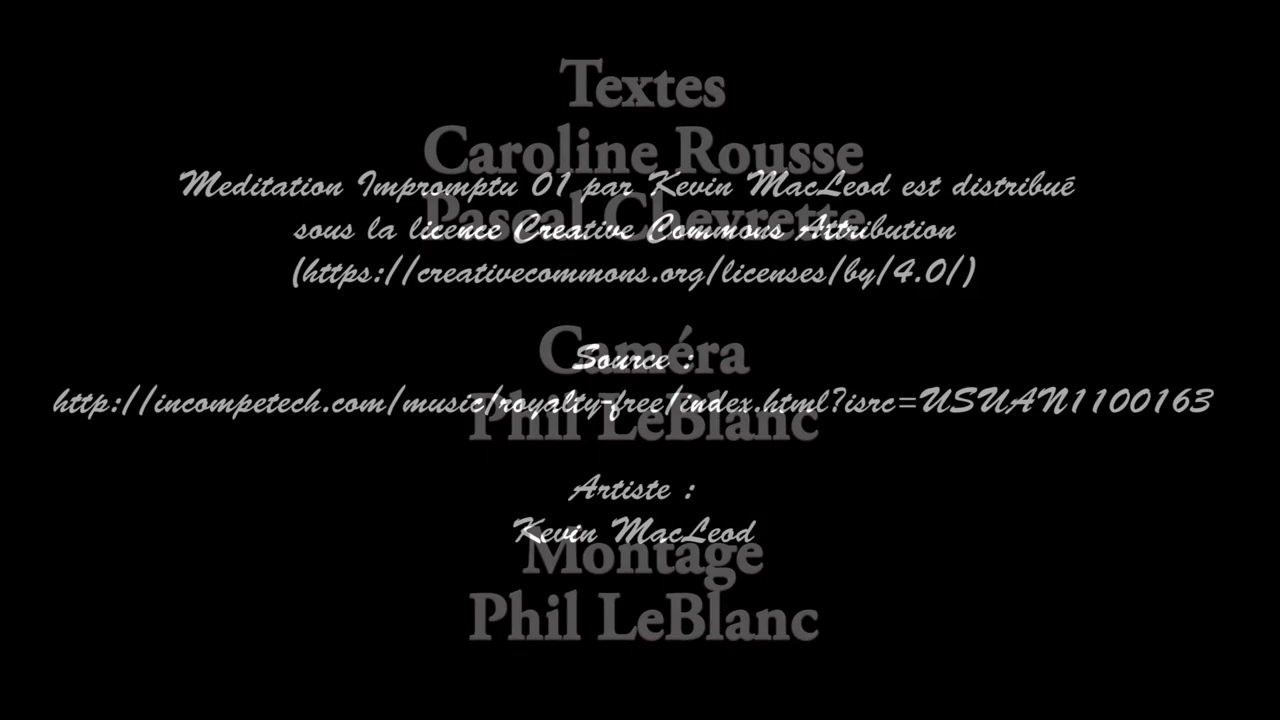 Textes
Caroline Rousse
Pascal Chevrette
Caméra
Phil LeBlanc
Montage
Phil LeBlanc
Meditation Impromptu 01 par Kevin MacLeod est distribué
sous la licence Creative Commons Attribution
(https://creativecommons.org/licenses/by/4.0/)
Source :
http://incompetech.com/music/royalty-free/index.html?isrc=USUAN1100163
Artiste :
Kevin MacLeod